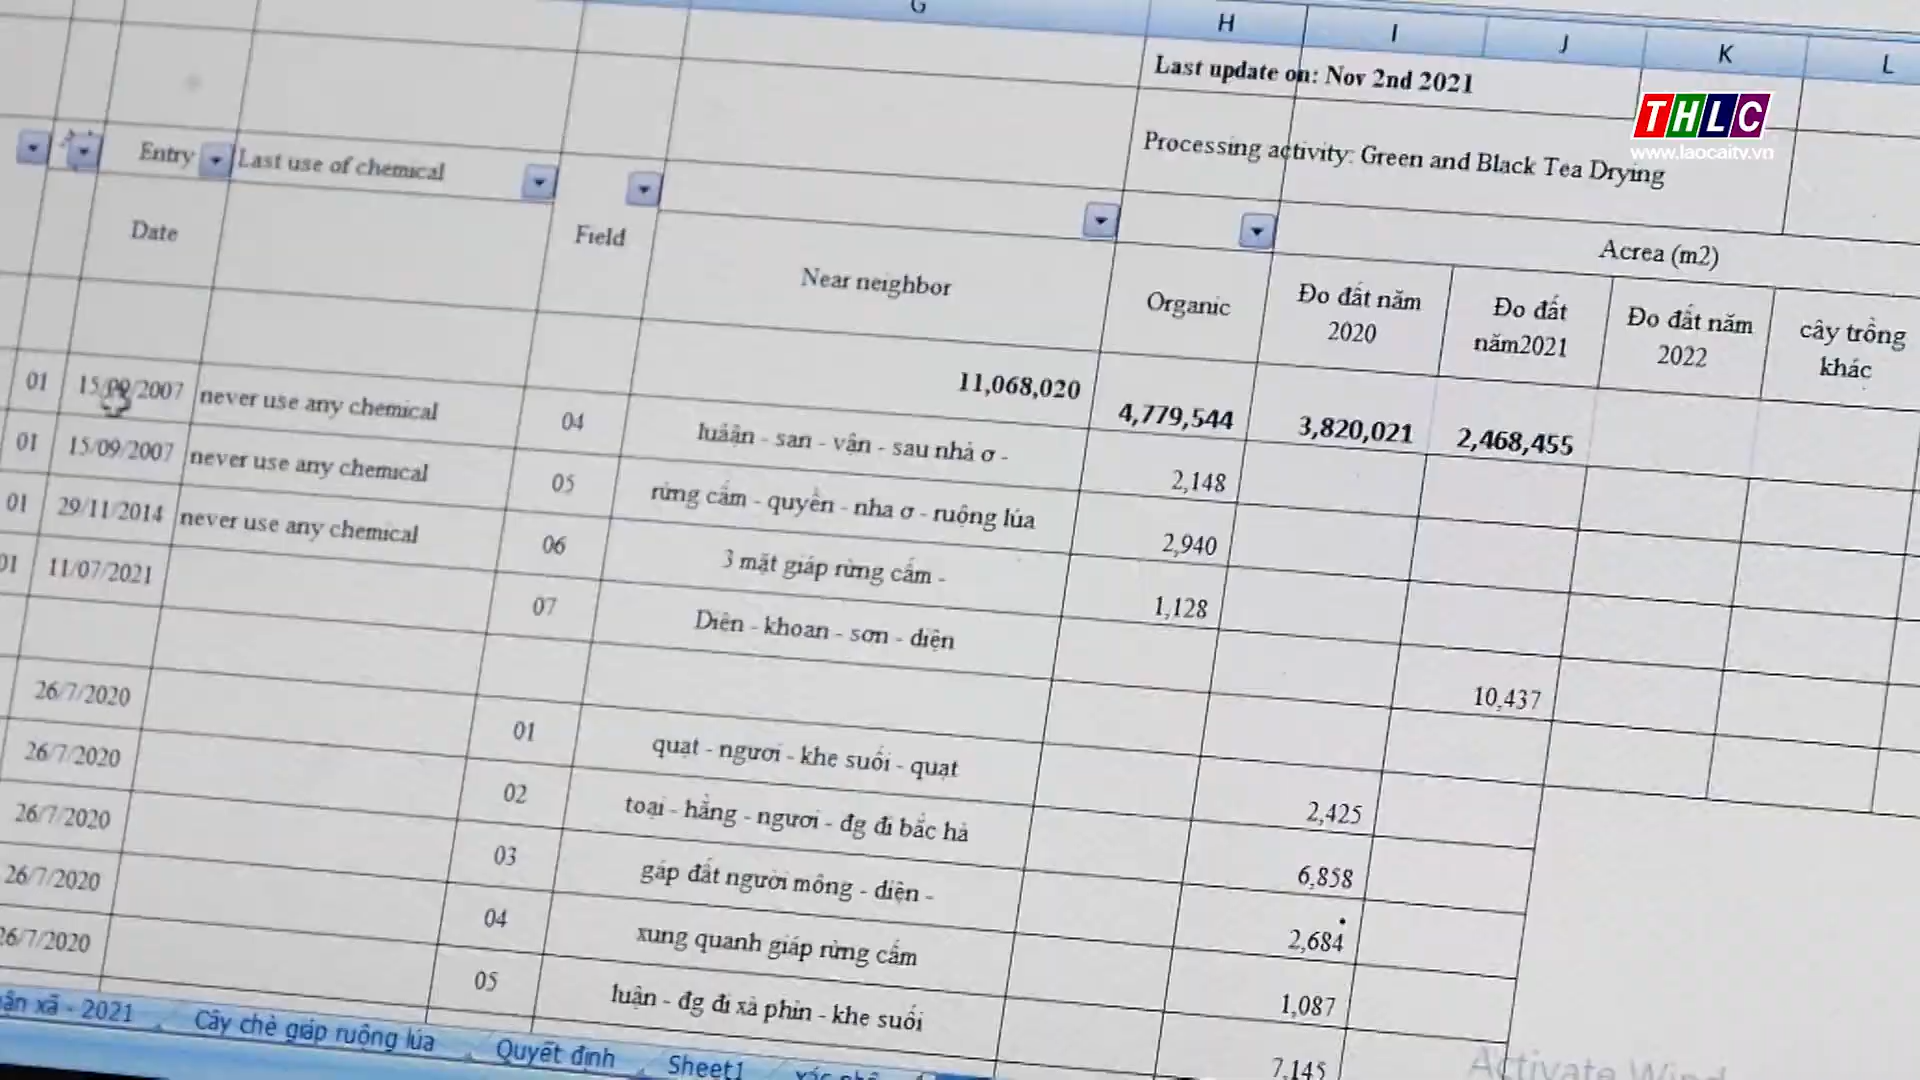 G H I J K L
Last update on: Nov 2nd 2021
THLC
www.laocaitv.vn
Processing activity: Green and Black Tea Drying
Entry Last use of chemical
Date Field Near neighbor Organic Acrea (m2)
Đo đất năm 2020
Đo đất năm2021
Đo đất năm 2022
cây trồng khác
11,068,020 4,779,544 3,820,021 2,468,455
01 15/09/2007 never use any chemical 04 luáận - san - vận - sau nhà ơ - 2,148
01 15/09/2007 never use any chemical 05 rừng cấm - quyền - nha ơ - ruộng lúa 2,940
01 29/11/2014 never use any chemical 06 3 mặt giáp rừng cấm - 1,128
01 11/07/2021 07 Diên - khoan - sơn - diện 10,437
26/7/2020 01 quạt - ngươi - khe suối - quạt 2,425
26/7/2020 02 toại - hằng - ngươi - đg đi bắc hà 6,858
26/7/2020 03 gáp đất người mông - diện - 2,684
26/7/2020 04 xung quanh giáp rừng cấm 1,087
26/7/2020 05 luận - đg đi xà phin - khe suối 7,145
xã - 2021 Cây chè giáp ruộng lúa Quyết định Sheet1
Activate